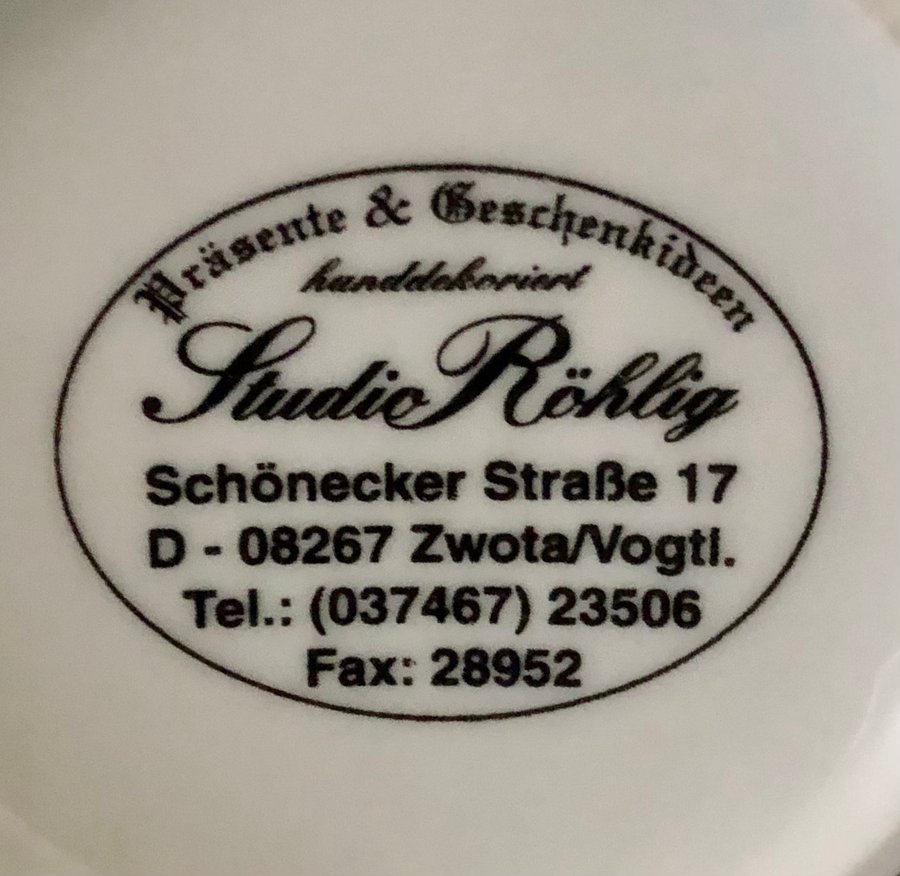 Präsente & Geschenkideen
handdekoriert
Studio Röhlig
Schönecker Straße 17
D - 08267 Zwota/Vogtl.
Tel.: (037467) 23506
Fax: 28952